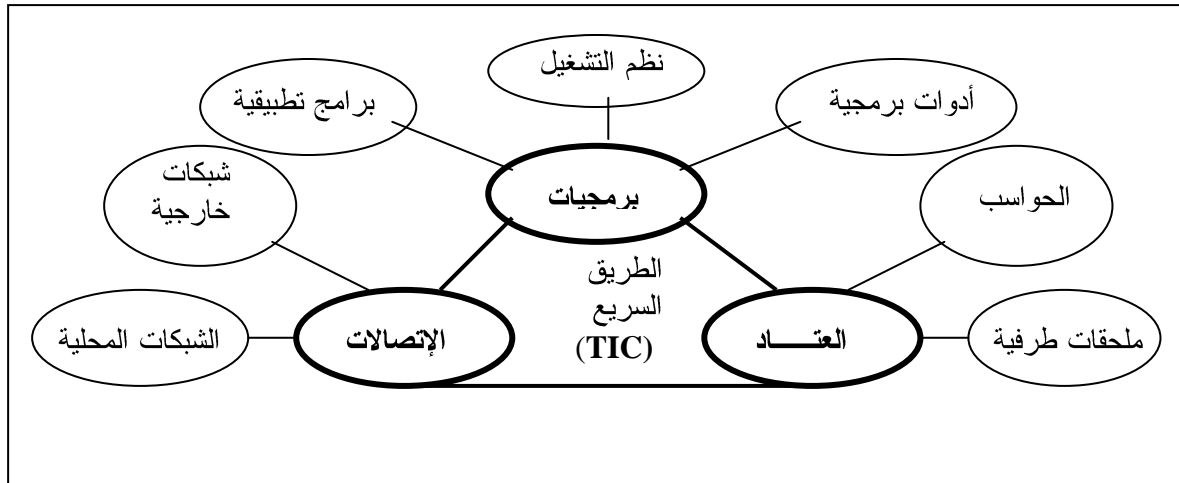 نظم التشغيل
أدوات برمجية
برامج تطبيقية
برمجيات
الحواسب
شبكات
خارجية
الطريق
السريع
(TIC)
ملحقات طرفية
العتـــــاد
الإتصالات
الشبكات المحلية